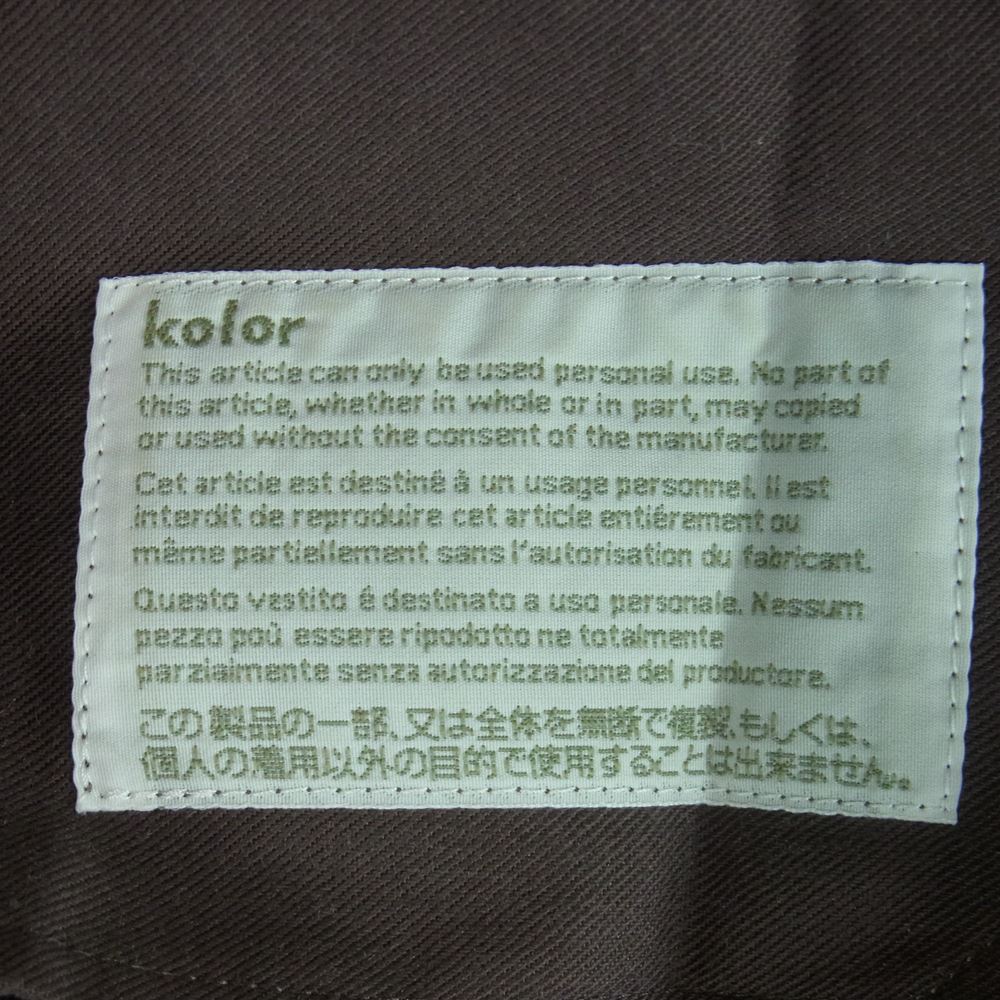 kolor
This article can only be used personal use. No part of
this article, whether in whole or in part, may copied
or used without the consent of the manufacturer.
Cet article est destiné à un usage personnel. Il est
interdit de reproduire cet article entiérement ou
même partiellement sans l'autorisation du fabricant.
Questo vestito é destinato a uso personale. Nessum
pezzo poù essere ripodotto ne totalmente
parzialmente senza autorizzazione del productore.
この製品の一部、又は全体を無断で複製、もしくは、
個人の着用以外の目的で使用することは出来ません。